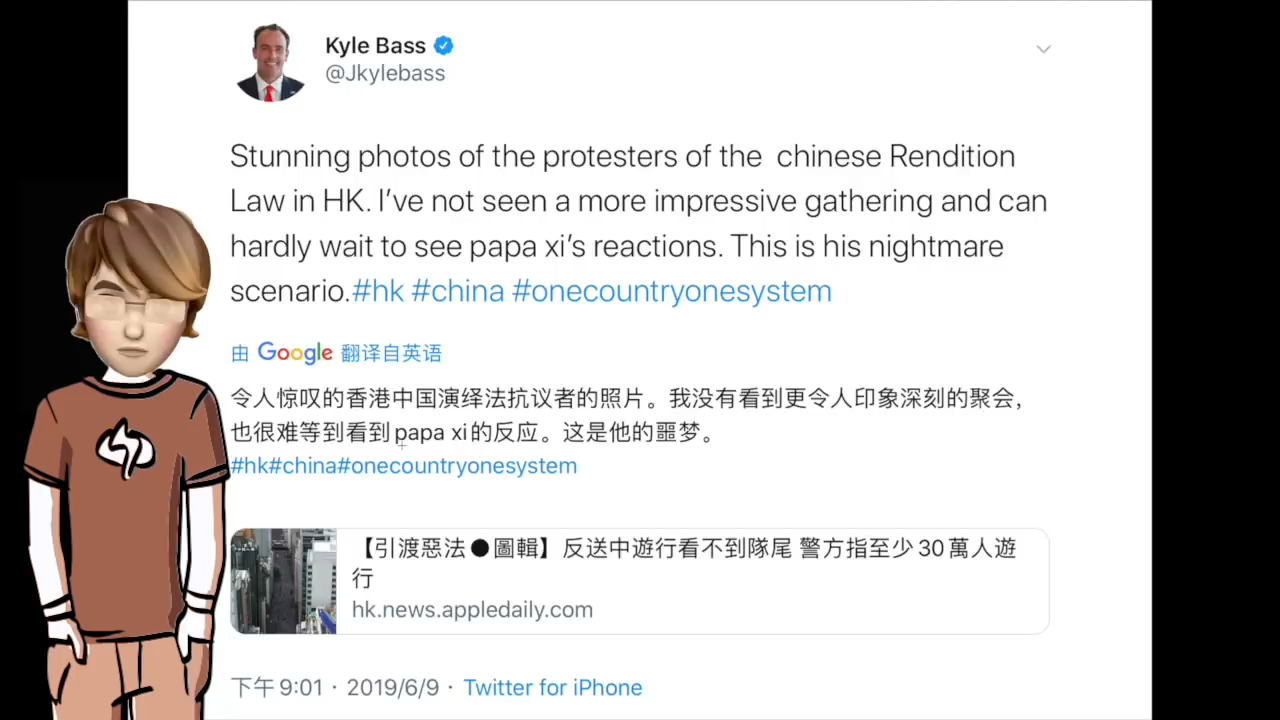 Kyle Bass
@Jkylebass
Stunning photos of the protesters of the  chinese Rendition
Law in HK. I’ve not seen a more impressive gathering and can
hardly wait to see papa xi’s reactions. This is his nightmare
scenario.#hk #china #onecountryonesystem
由 Google 翻译自英语
令人惊叹的香港中国演绎法抗议者的照片。我没有看到更令人印象深刻的聚会，
也很难等到看到papa xi的反应。这是他的噩梦。
#hk#china#onecountryonesystem
【引渡惡法●圖輯】反送中遊行看不到隊尾 警方指至少30萬人遊
行
hk.news.appledaily.com
下午 9:01 · 2019/6/9 · Twitter for iPhone